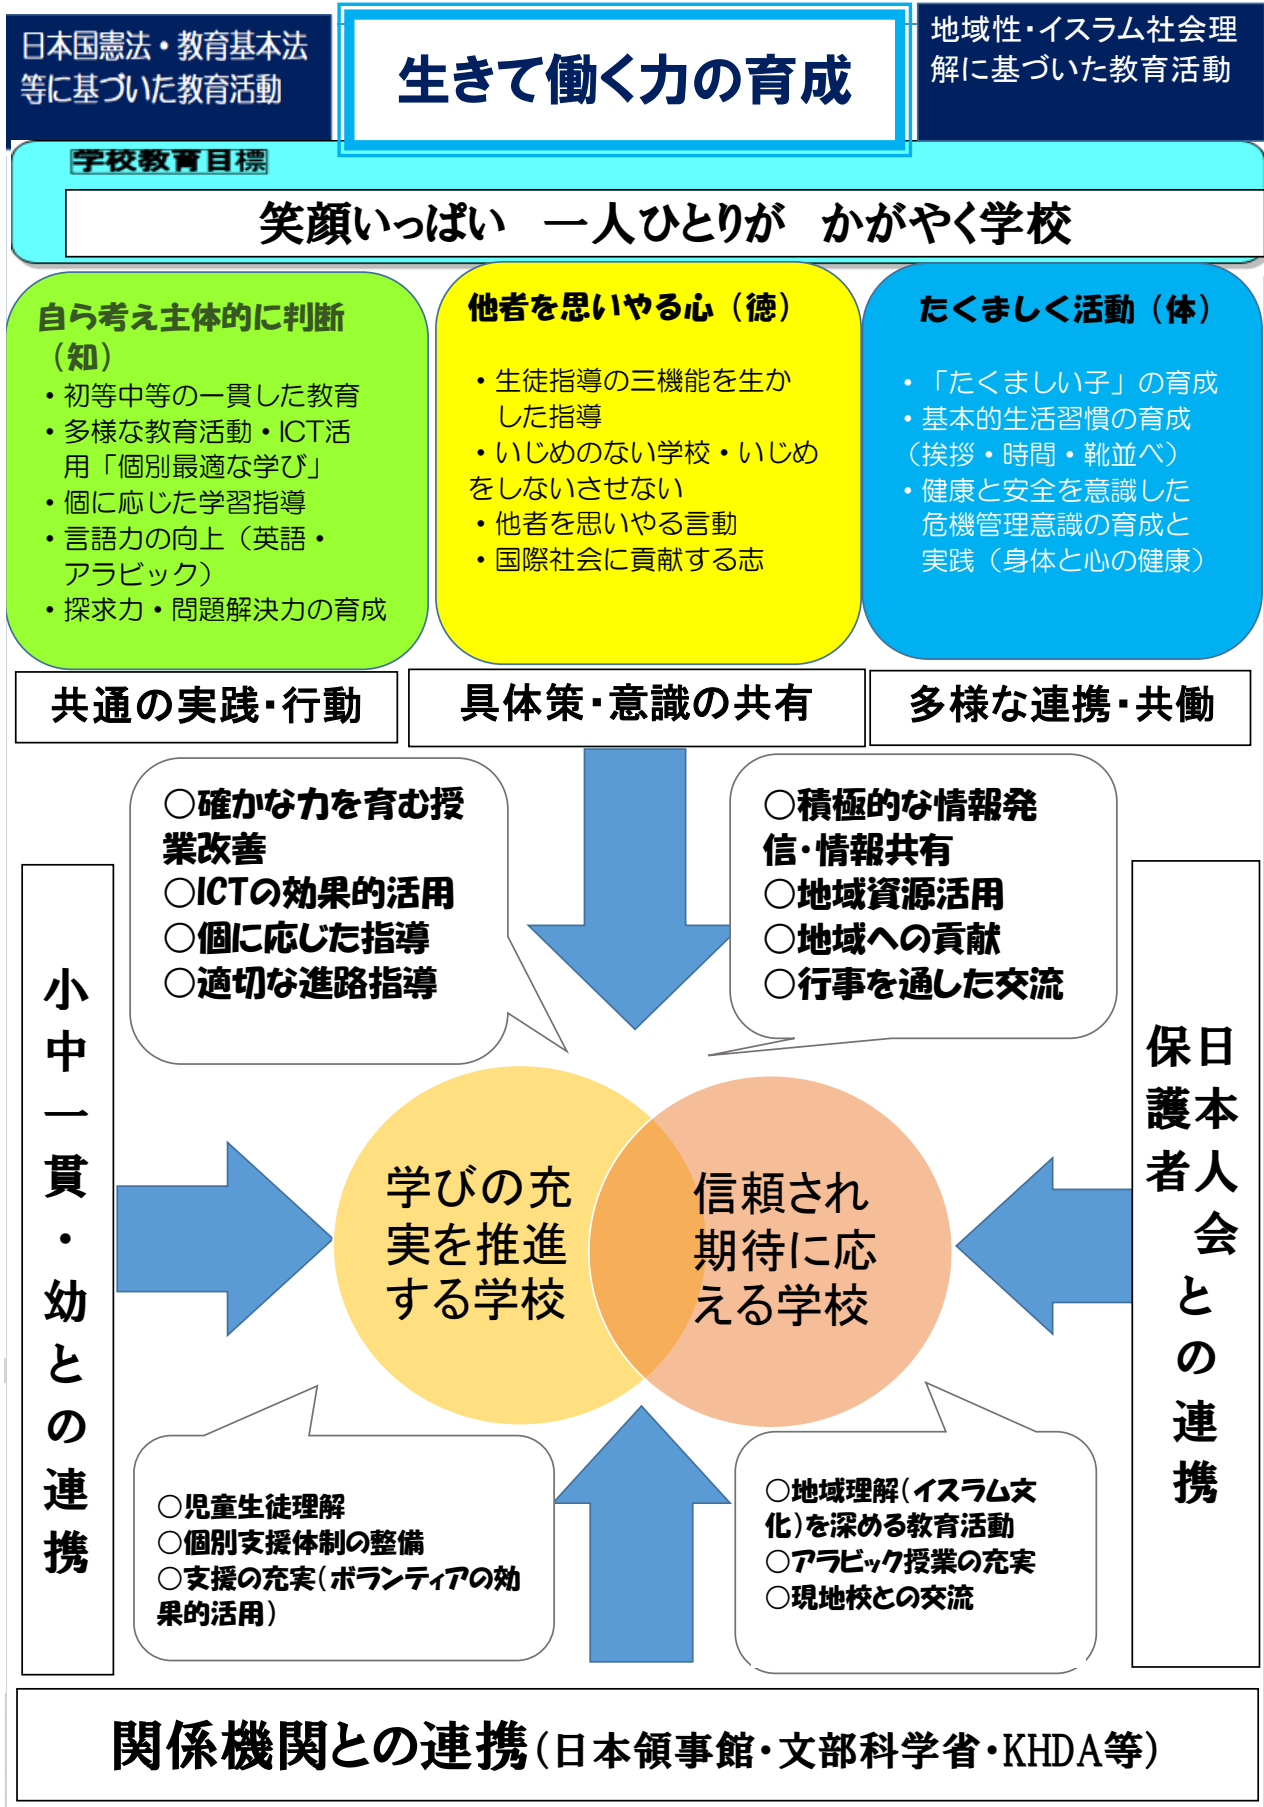 日本国憲法・教育基本法
等に基づいた教育活動
生きて働く力の育成
地域性・イスラム社会理
解に基づいた教育活動
学校教育目標
笑顔いっぱい　一人ひとりが　かがやく学校
自ら考え主体的に判断
（知）
・初等中等の一貫した教育
・多様な教育活動・ICT活
用「個別最適な学び」
・個に応じた学習指導
・言語力の向上（英語・
アラビック）
・探求力・問題解決力の育成
他者を思いやる心（徳）
・生徒指導の三機能を生か
した指導
・いじめのない学校・いじめ
をしないさせない
・他者を思いやる言動
・国際社会に貢献する志
たくましく活動（体）
・「たくましい子」の育成
・基本的生活習慣の育成
（挨拶・時間・靴並べ）
・健康と安全を意識した
危機管理意識の育成と
実践（身体と心の健康）
共通の実践・行動
具体策・意識の共有
多様な連携・共働
○確かな力を育む授
業改善
○ICTの効果的活用
○個に応じた指導
○適切な進路指導
○積極的な情報発
信・情報共有
○地域資源活用
○地域への貢献
○行事を通した交流
小中一貫・幼との連携
日本人会
保護者
との連携
学びの充
実を推進
する学校
信頼され
期待に応
える学校
○児童生徒理解
○個別支援体制の整備
○支援の充実（ボランティアの効
果的活用）
○地域理解（イスラム文
化）を深める教育活動
○アラビック授業の充実
○現地校との交流
関係機関との連携（日本領事館・文部科学省・KHDA等）